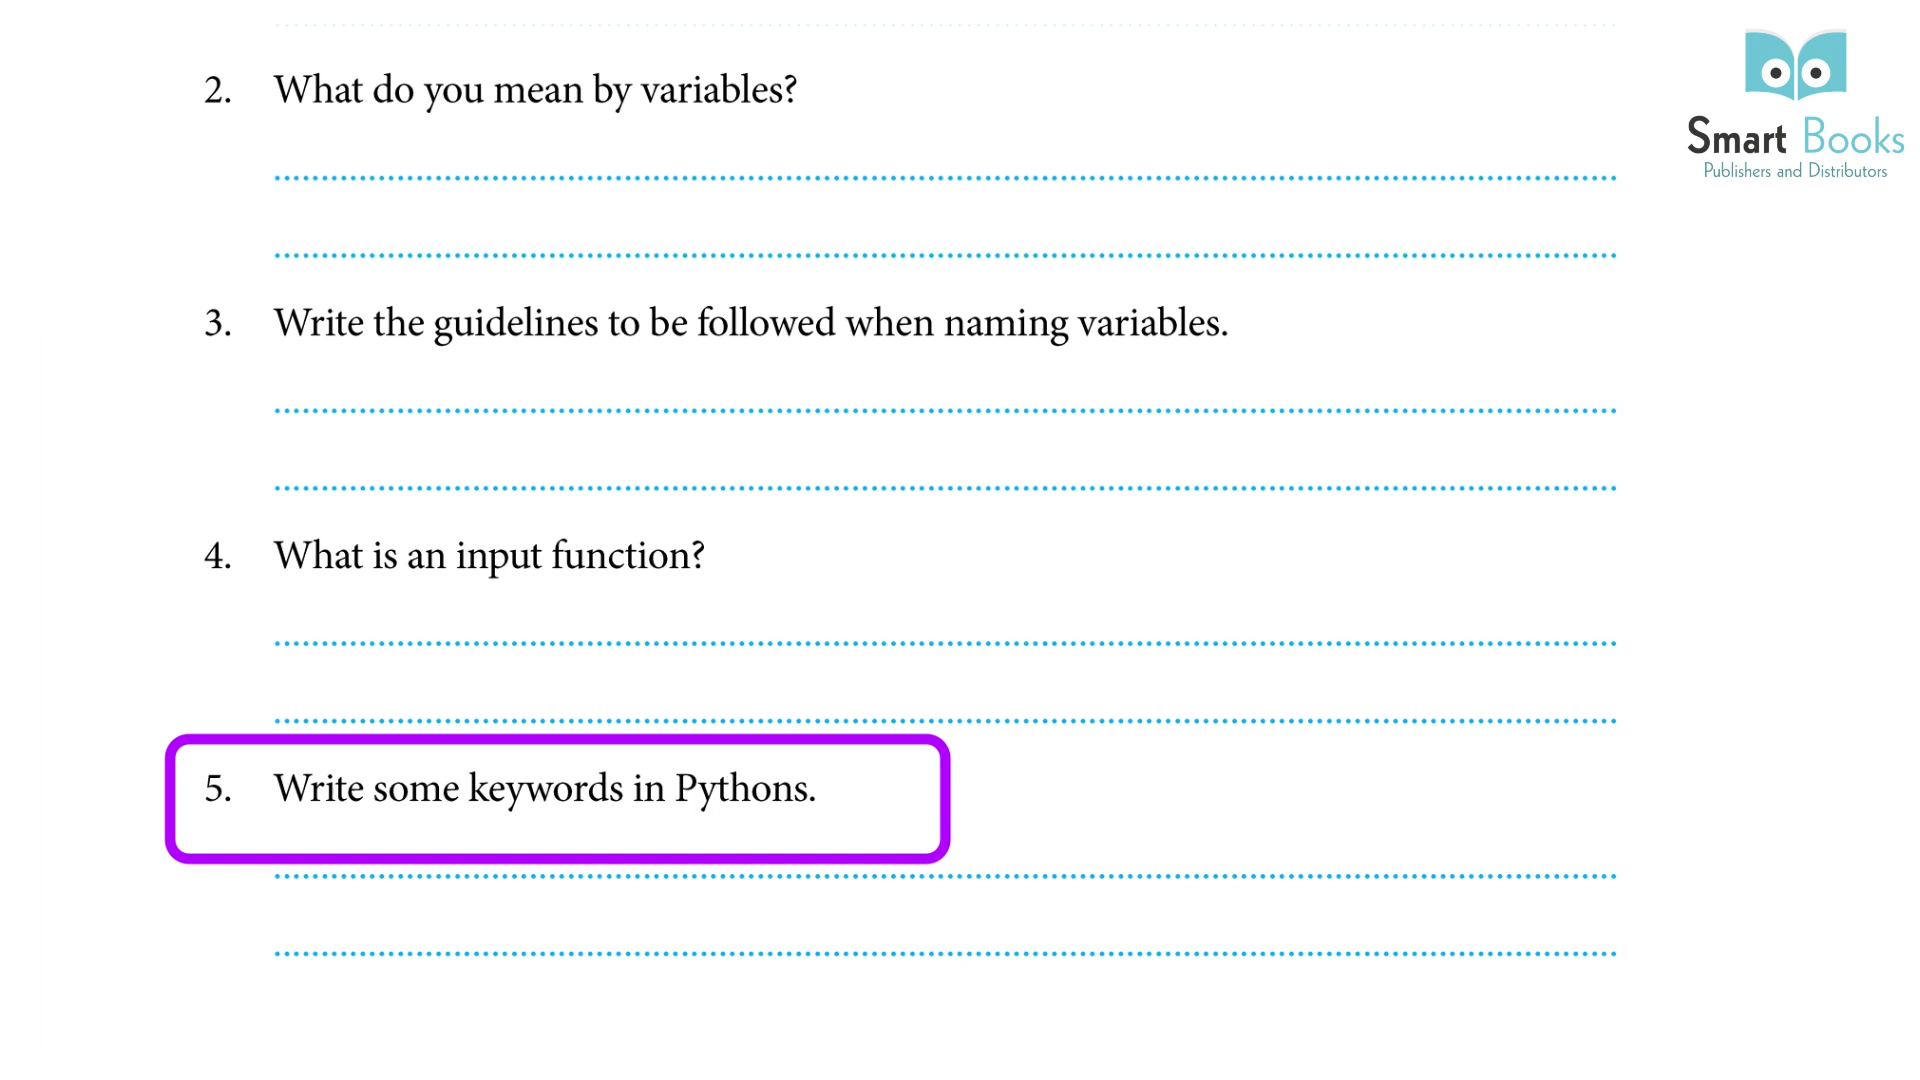 2. What do you mean by variables?
Smart Books
Publishers and Distributors
3. Write the guidelines to be followed when naming variables.
4. What is an input function?
5. Write some keywords in Pythons.